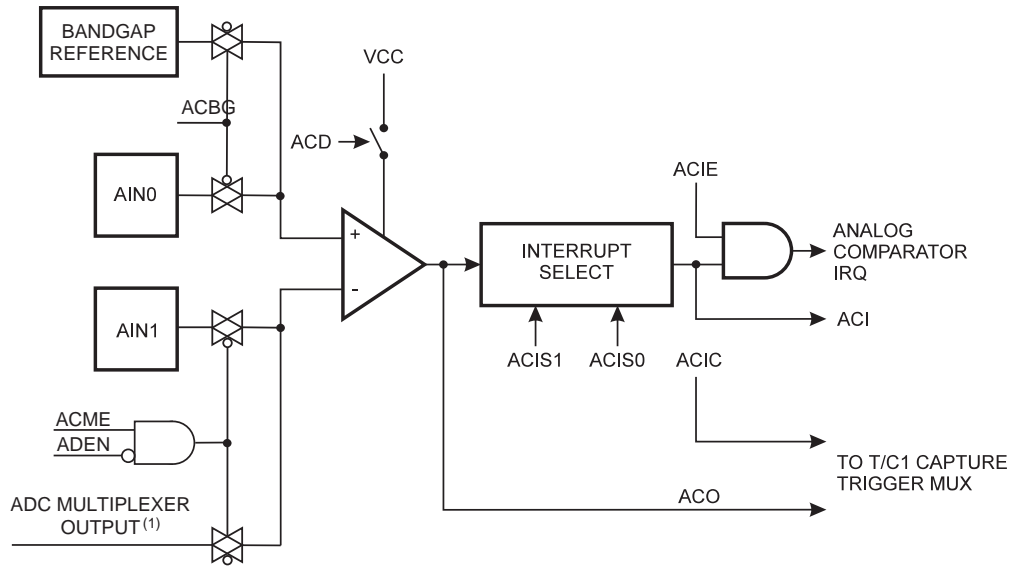 BANDGAP
REFERENCE
VCC
ACBG
ACD
AIN0
ACIE
+
-
INTERRUPT
SELECT
ANALOG
COMPARATOR
IRQ
AIN1
ACI
ACIS1
ACIS0
ACIC
ACME
ADEN
TO T/C1 CAPTURE
TRIGGER MUX
ADC MULTIPLEXER
OUTPUT (1)
ACO